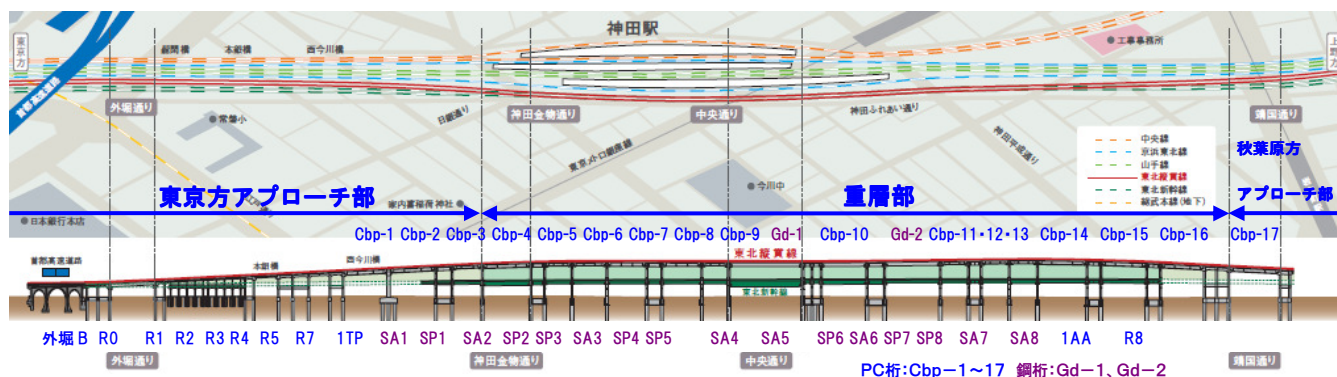 神田駅
東京方
上野方
銀閣橋 本銀橋 西今川橋
工事事務所
首都高速道路
外堀通り
常盤小
日銀通り
神田金物通り
中央通り
神田ふれあい通り
靖国通り
東京メトロ銀座線
神田平成通り
中央線
京浜東北線
山手線
東北縦貫線
東北新幹線
総武本線(地下)
秋葉原方
アプローチ部
東京方アプローチ部
重層部
今川中
家内喜稲荷神社
日本銀行本店
Cbp-1 Cbp-2 Cbp-3 Cbp-4 Cbp-5 Cbp-6 Cbp-7 Cbp-8 Cbp-9 Gd-1 Cbp-10 Gd-2 Cbp-11・12・13 Cbp-14 Cbp-15 Cbp-16 Cbp-17
首都高速道路
本銀橋
西今川橋
東北縦貫線
東北新幹線
外堀B R0 R1 R2 R3 R4 R5 R7 1TP SA1 SP1 SA2 SP2 SP3 SA3 SP4 SP5 SA4 SA5 SP6 SA6 SP7 SP8 SA7 SA8 1AA R8
外堀通り
神田金物通り
中央通り
靖国通り
PC桁:Cbp－1～17 鋼桁:Gd－1、Gd－2